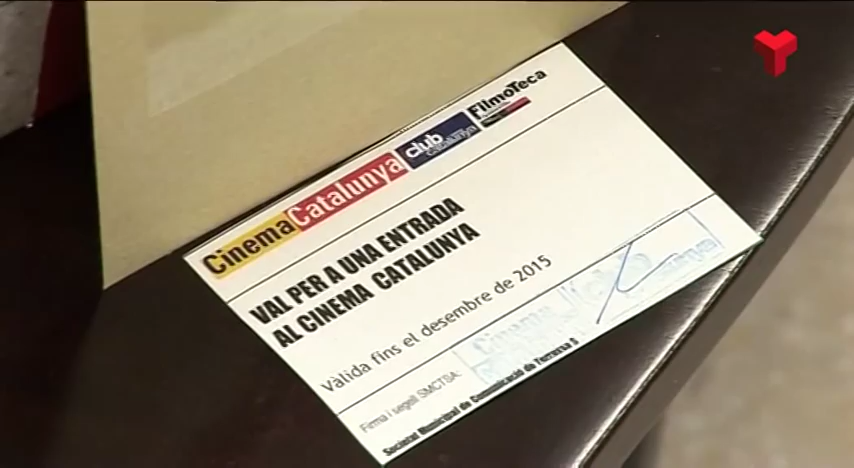 CinemaCatalunya club catalunya FilmoTeca
VAL PER A UNA ENTRADA
AL CINEMA CATALUNYA
Vàlida fins el desembre de 2015
Firma i segell SMCTSA:
Cinema
Societat Municipal de Comunicació de Terrassa S